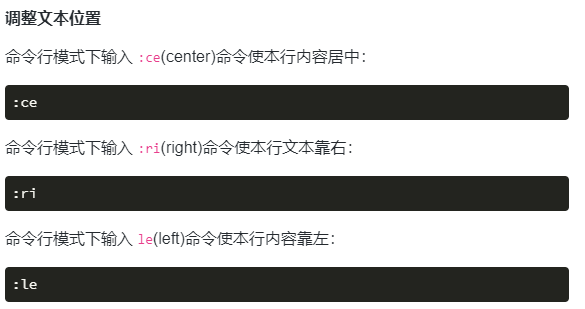 调整文本位置
命令行模式下输入 :ce(center)命令使本行内容居中：
:ce
命令行模式下输入 :ri(right)命令使本行文本靠右：
:ri
命令行模式下输入 le(left)命令使本行内容靠左：
:le